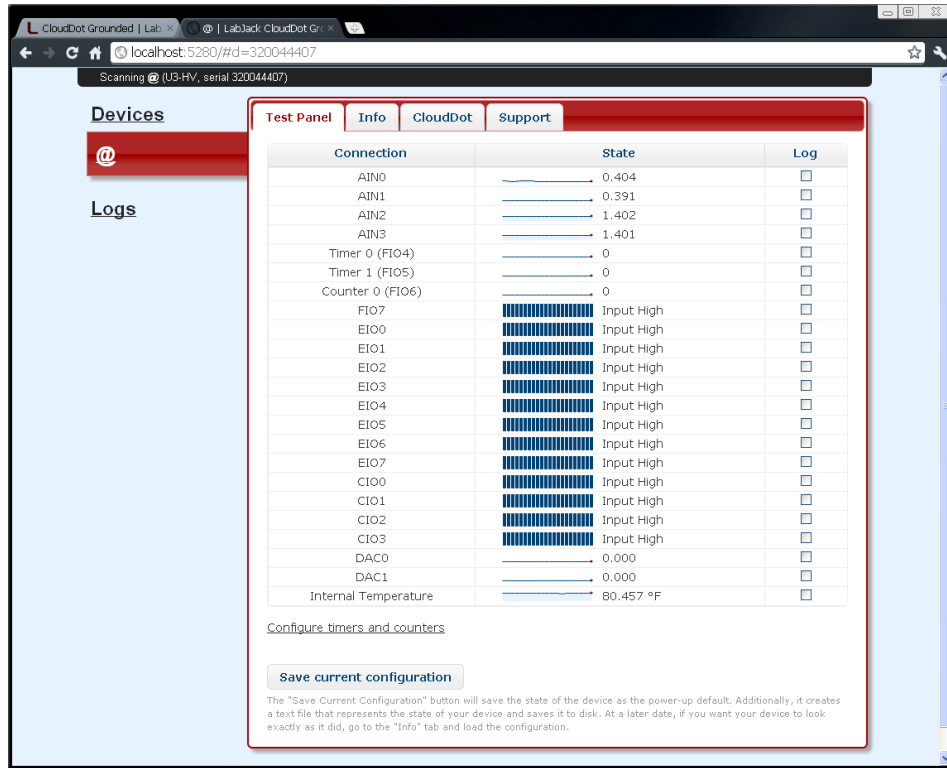 CloudDot Grounded | Lab
@ | LabJack CloudDot Gr
localhost:5280/#d=320044407
Scanning @ (U3-HV, serial 320044407)
Devices
@
Logs
Test Panel Info CloudDot Support
Connection State Log
AIN0 0.404
AIN1 0.391
AIN2 1.402
AIN3 1.401
Timer 0 (FIO4) 0
Timer 1 (FIO5) 0
Counter 0 (FIO6) 0
FIO7 Input High
EIO0 Input High
EIO1 Input High
EIO2 Input High
EIO3 Input High
EIO4 Input High
EIO5 Input High
EIO6 Input High
EIO7 Input High
CIO0 Input High
CIO1 Input High
CIO2 Input High
CIO3 Input High
DAC0 0.000
DAC1 0.000
Internal Temperature 80.457 °F
Configure timers and counters
Save current configuration
The "Save Current Configuration" button will save the state of the device as the power-up default. Additionally, it creates
a text file that represents the state of your device and saves it to disk. At a later date, if you want your device to look
exactly as it did, go to the "Info" tab and load the configuration.